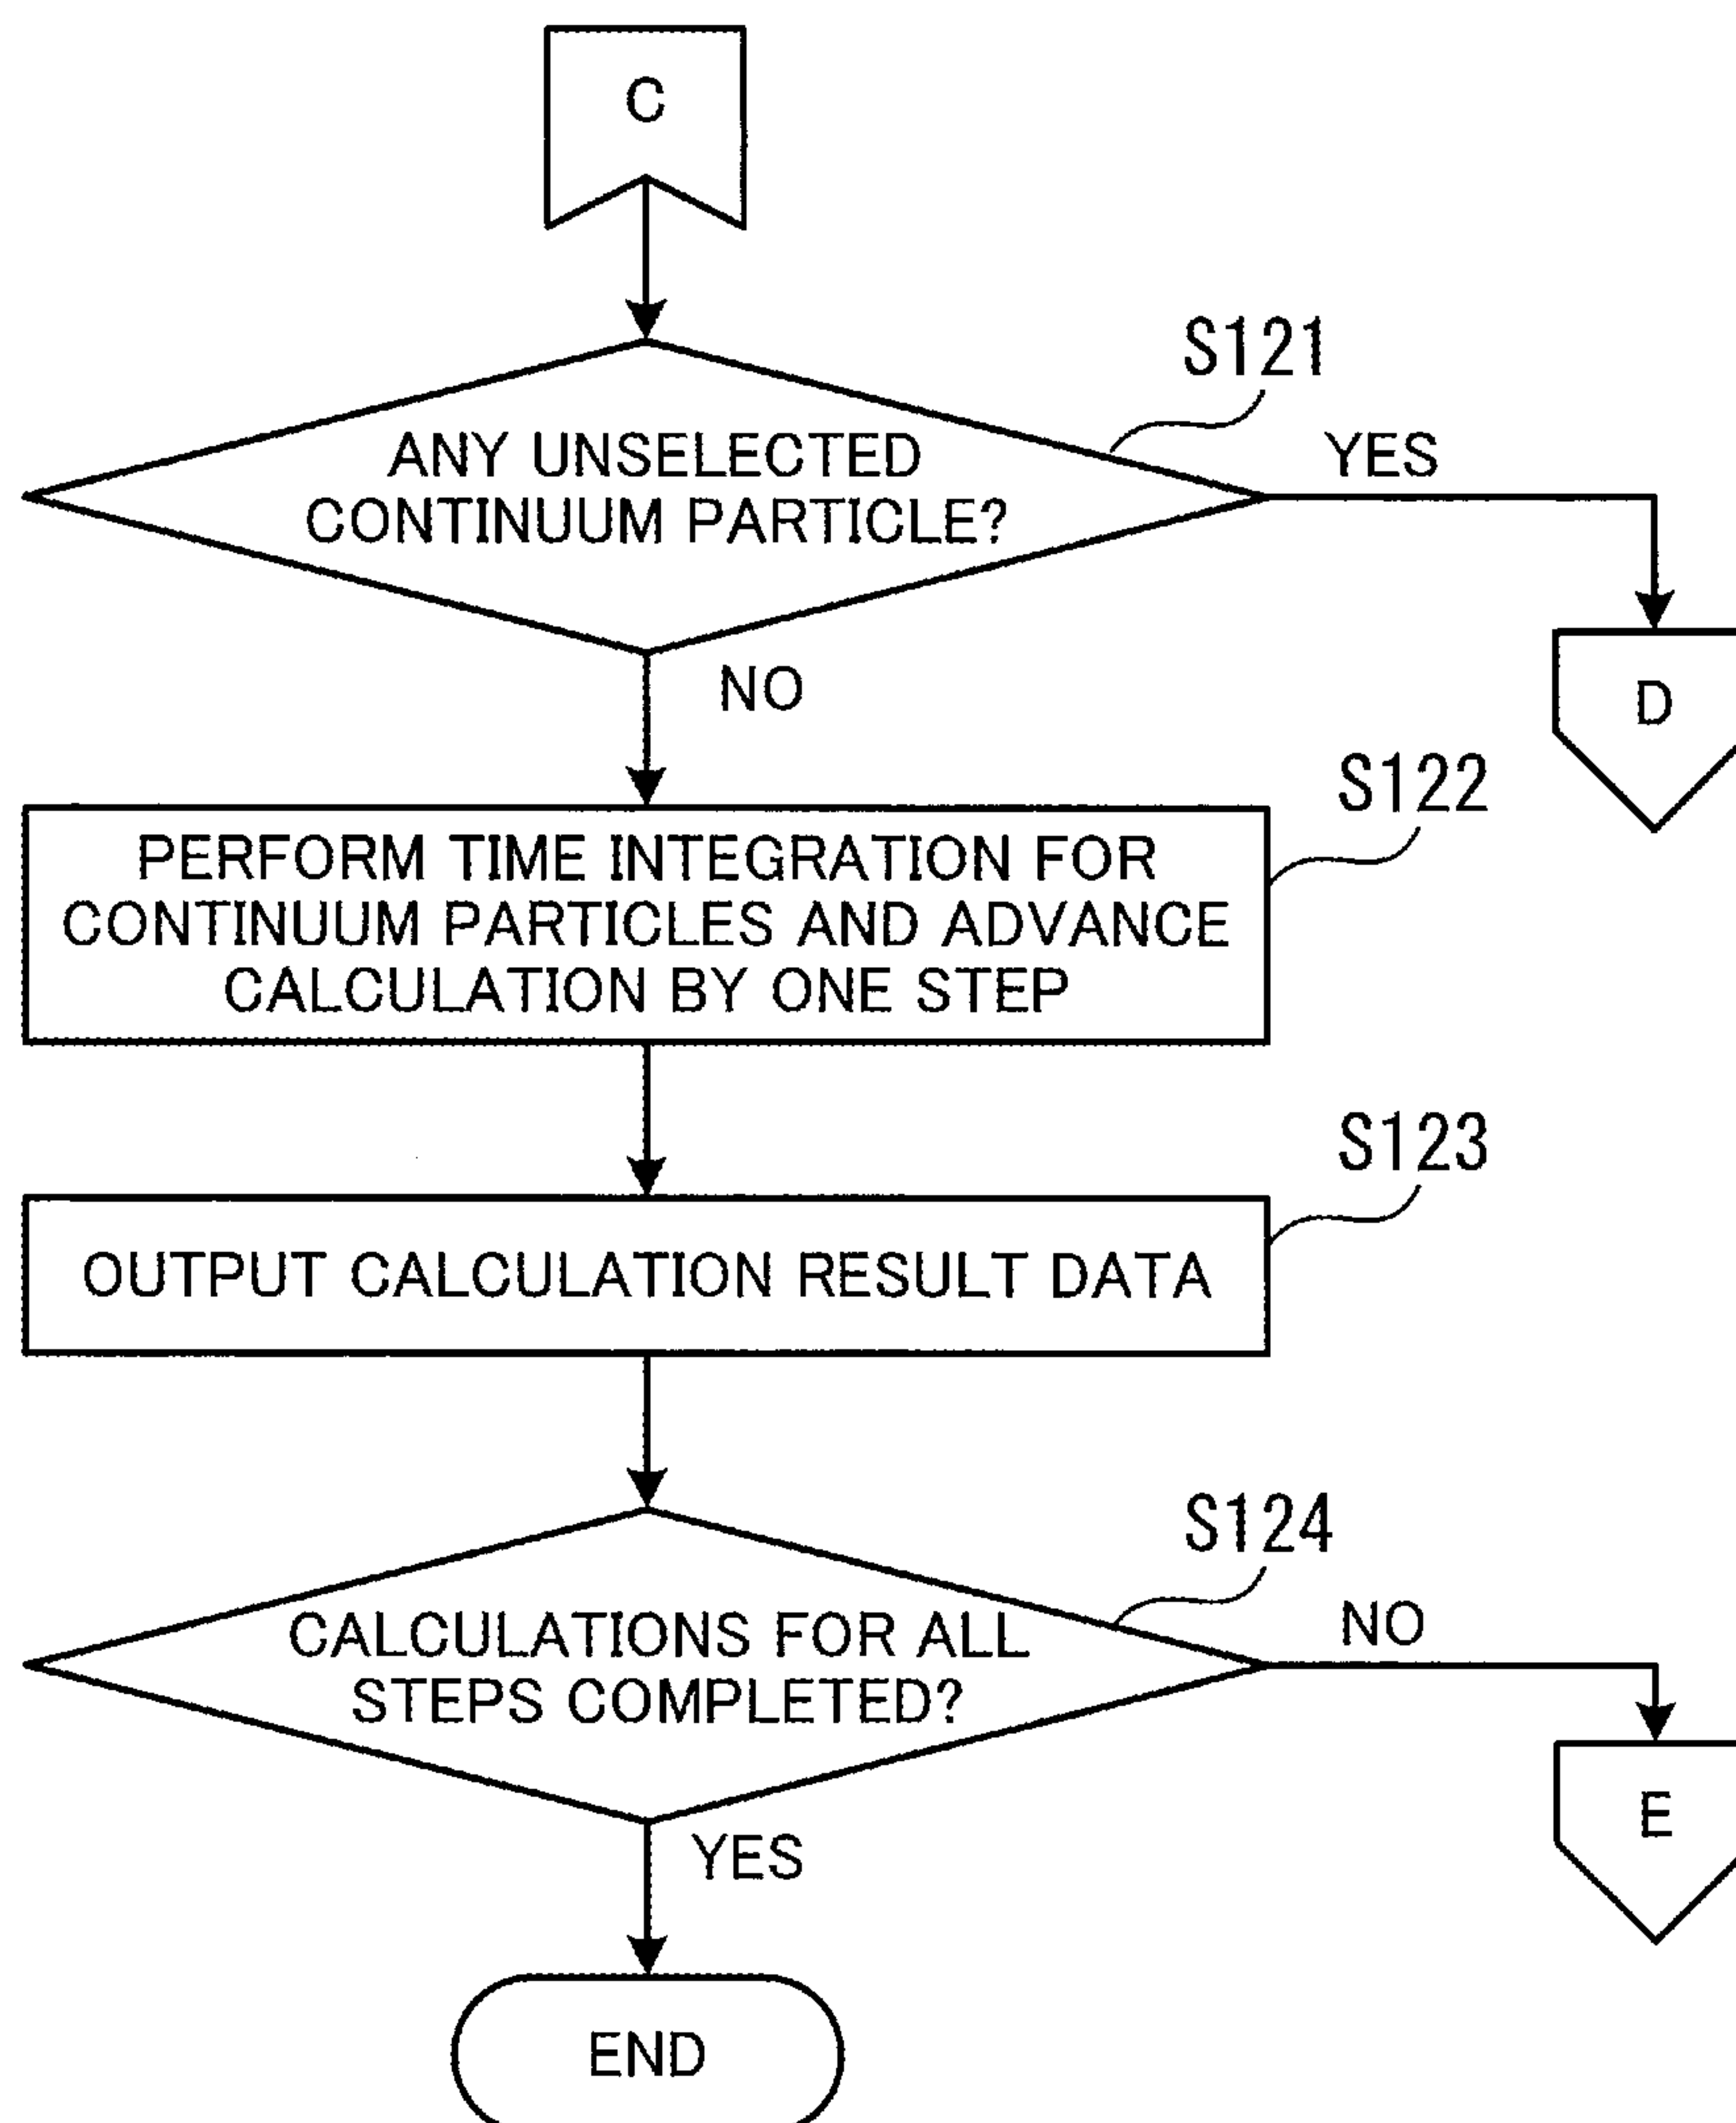 C
S121
ANY UNSELECTED
CONTINUUM PARTICLE?
YES
NO
D
S122
PERFORM TIME INTEGRATION FOR
CONTINUUM PARTICLES AND ADVANCE
CALCULATION BY ONE STEP
S123
OUTPUT CALCULATION RESULT DATA
S124
CALCULATIONS FOR ALL
STEPS COMPLETED?
NO
E
YES
END